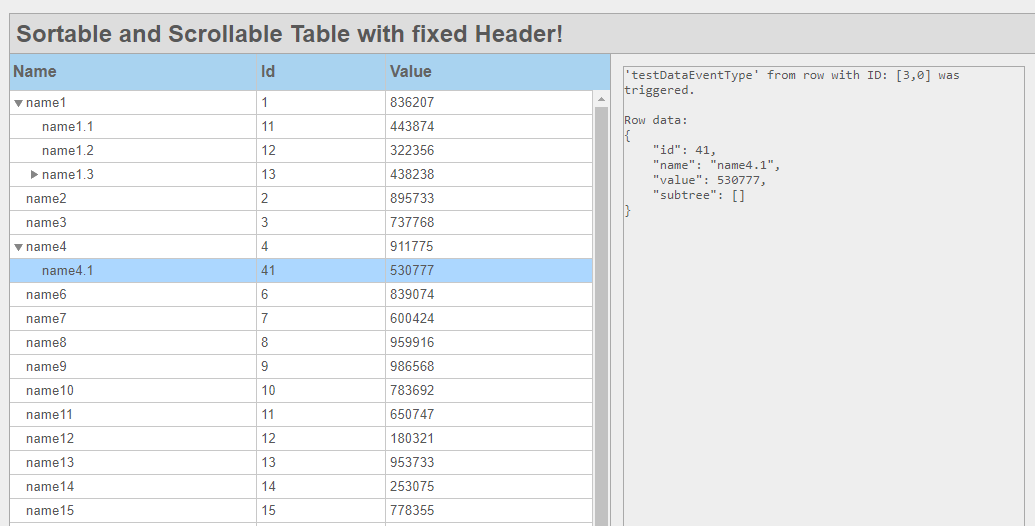 Sortable and Scrollable Table with fixed Header!
Name Id Value
name1 1 836207
name1.1 11 443874
name1.2 12 322356
name1.3 13 438238
name2 2 895733
name3 3 737768
name4 4 911775
name4.1 41 530777
name6 6 839074
name7 7 600424
name8 8 959916
name9 9 986568
name10 10 783692
name11 11 650747
name12 12 180321
name13 13 953733
name14 14 253075
name15 15 778355
'testDataEventType' from row with ID: [3,0] was
triggered.
Row data:
{
    "id": 41,
    "name": "name4.1",
    "value": 530777,
    "subtree": []
}